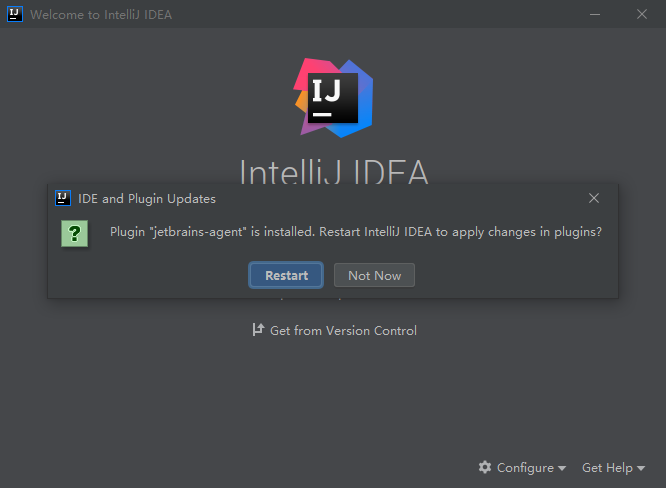 Welcome to IntelliJ IDEA
IJ
IntelliJ IDEA
IDE and Plugin Updates
Plugin "jetbrains-agent" is installed. Restart IntelliJ IDEA to apply changes in plugins?
Restart
Not Now
Get from Version Control
Configure
Get Help